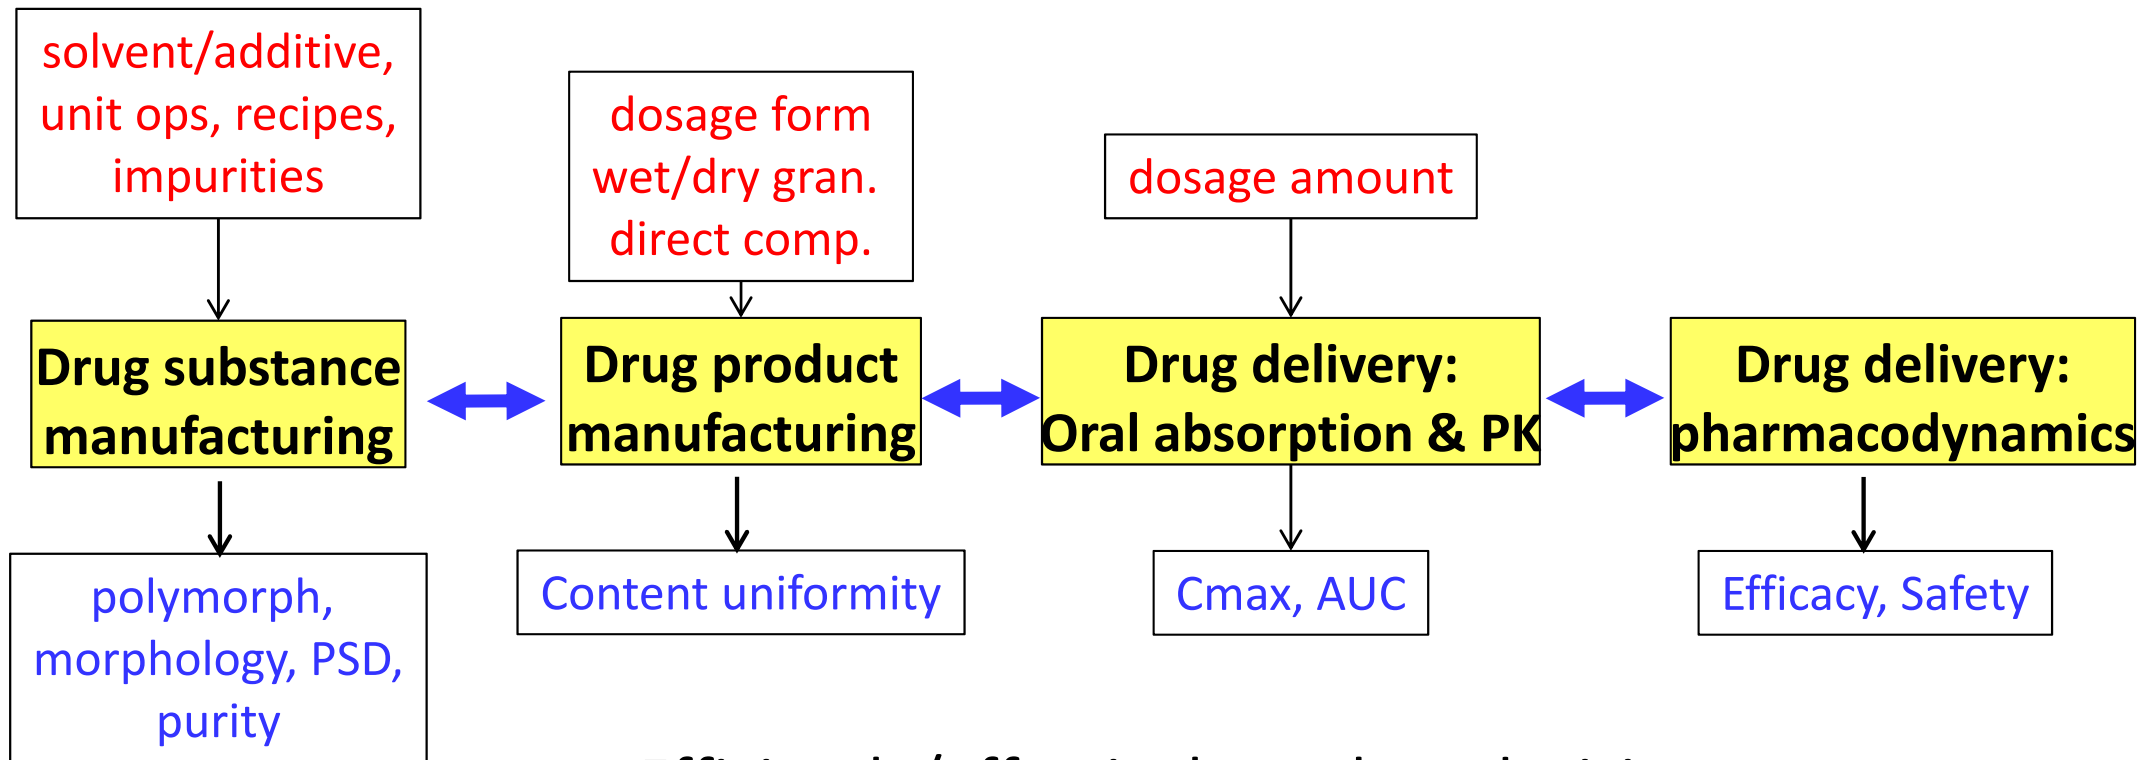 solvent/additive,
unit ops, recipes,
impurities
dosage form
wet/dry gran.
direct comp.
dosage amount
Drug substance
manufacturing
Drug product
manufacturing
Drug delivery:
Oral absorption & PK
Drug delivery:
pharmacodynamics
polymorph,
morphology, PSD,
purity
Content uniformity
Cmax, AUC
Efficacy, Safety